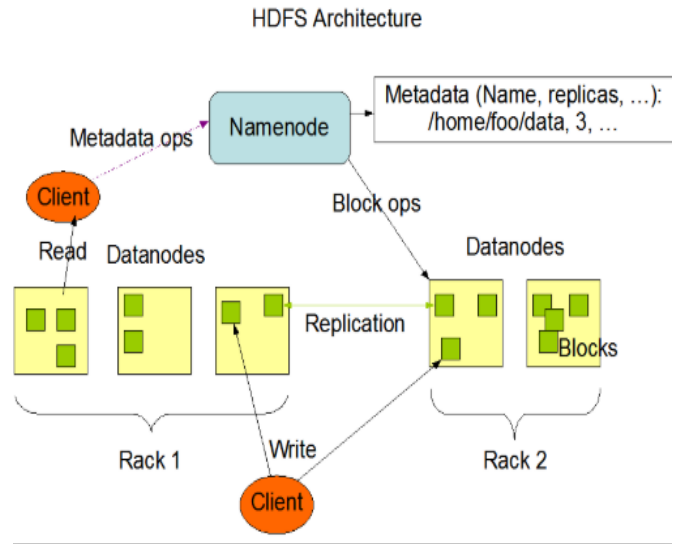 HDFS Architecture
Metadata (Name, replicas, ...):
/home/foo/data, 3, ...
Namenode
Metadata ops
Client
Block ops
Read
Datanodes
Datanodes
Replication
Blocks
Rack 1
Write
Rack 2
Client